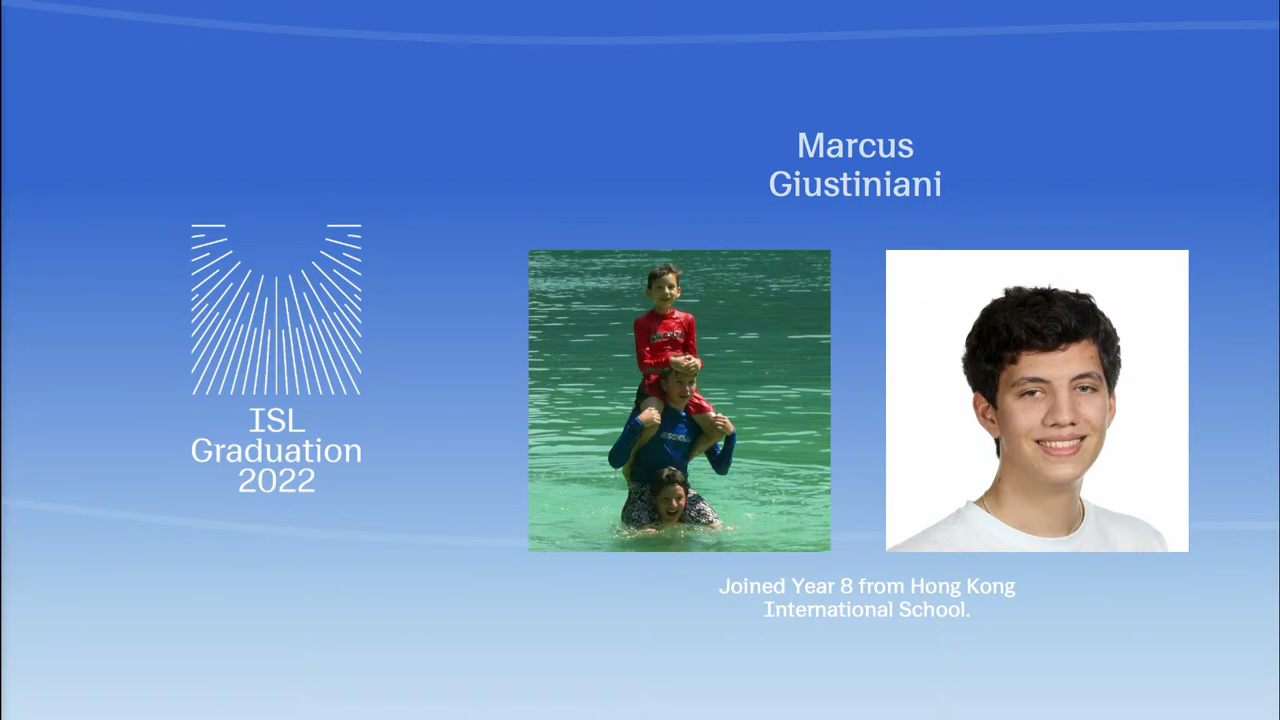 Marcus
Giustiniani
ISL
Graduation
2022
Joined Year 8 from Hong Kong
International School.